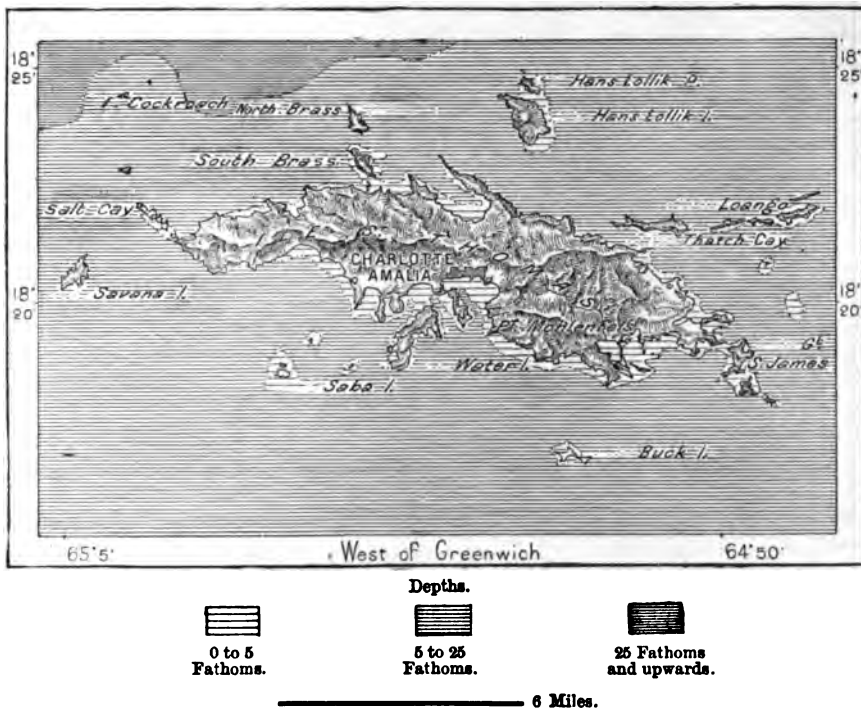 18°
25'
18°
25'
Hans Lollik P.
Cockroach
North Brass
Hans Lollik I.
South Brass
Salt Cay
Loango
Thatch Cay
CHARLOTTE
AMALIA
Savana I.
18°
20'
18°
20'
Pt. Mohlenfels
Gt.
S. James
Water I.
Saba I.
Buck I.
65°5'
West of Greenwich
64°50'
Depths.
0 to 5
Fathoms.
5 to 25
Fathoms.
25 Fathoms
and upwards.
6 Miles.